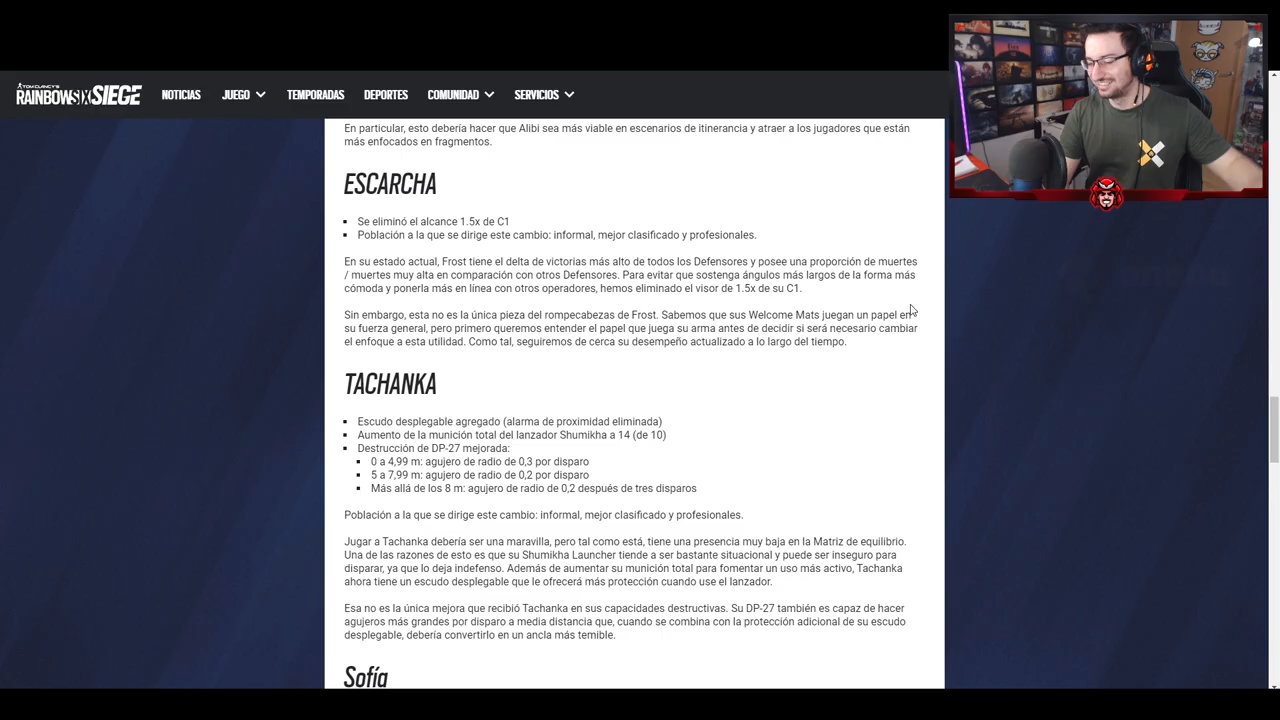 TOM CLANCY'S
RAINBOWSIX SIEGE
NOTICIAS
JUEGO
TEMPORADAS
DEPORTES
COMUNIDAD
SERVICIOS
En particular, esto debería hacer que Alibi sea más viable en escenarios de itinerancia y atraer a los jugadores que están
más enfocados en fragmentos.
ESCARCHA
Se eliminó el alcance 1.5x de C1
Población a la que se dirige este cambio: informal, mejor clasificado y profesionales.
En su estado actual, Frost tiene el delta de victorias más alto de todos los Defensores y posee una proporción de muertes
/ muertes muy alta en comparación con otros Defensores. Para evitar que sostenga ángulos más largos de la forma más
cómoda y ponerla más en línea con otros operadores, hemos eliminado el visor de 1.5x de su C1.
Sin embargo, esta no es la única pieza del rompecabezas de Frost. Sabemos que sus Welcome Mats juegan un papel en
su fuerza general, pero primero queremos entender el papel que juega su arma antes de decidir si será necesario cambiar
el enfoque a esta utilidad. Como tal, seguiremos de cerca su desempeño actualizado a lo largo del tiempo.
TACHANKA
Escudo desplegable agregado (alarma de proximidad eliminada)
Aumento de la munición total del lanzador Shumikha a 14 (de 10)
Destrucción de DP-27 mejorada:
0 a 4,99 m: agujero de radio de 0,3 por disparo
5 a 7,99 m: agujero de radio de 0,2 por disparo
Más allá de los 8 m: agujero de radio de 0,2 después de tres disparos
Población a la que se dirige este cambio: informal, mejor clasificado y profesionales.
Jugar a Tachanka debería ser una maravilla, pero tal como está, tiene una presencia muy baja en la Matriz de equilibrio.
Una de las razones de esto es que su Shumikha Launcher tiende a ser bastante situacional y puede ser inseguro para
disparar, ya que lo deja indefenso. Además de aumentar su munición total para fomentar un uso más activo, Tachanka
ahora tiene un escudo desplegable que le ofrecerá más protección cuando use el lanzador.
Esa no es la única mejora que recibió Tachanka en sus capacidades destructivas. Su DP-27 también es capaz de hacer
agujeros más grandes por disparo a media distancia que, cuando se combina con la protección adicional de su escudo
desplegable, debería convertirlo en un ancla más temible.
Sofía